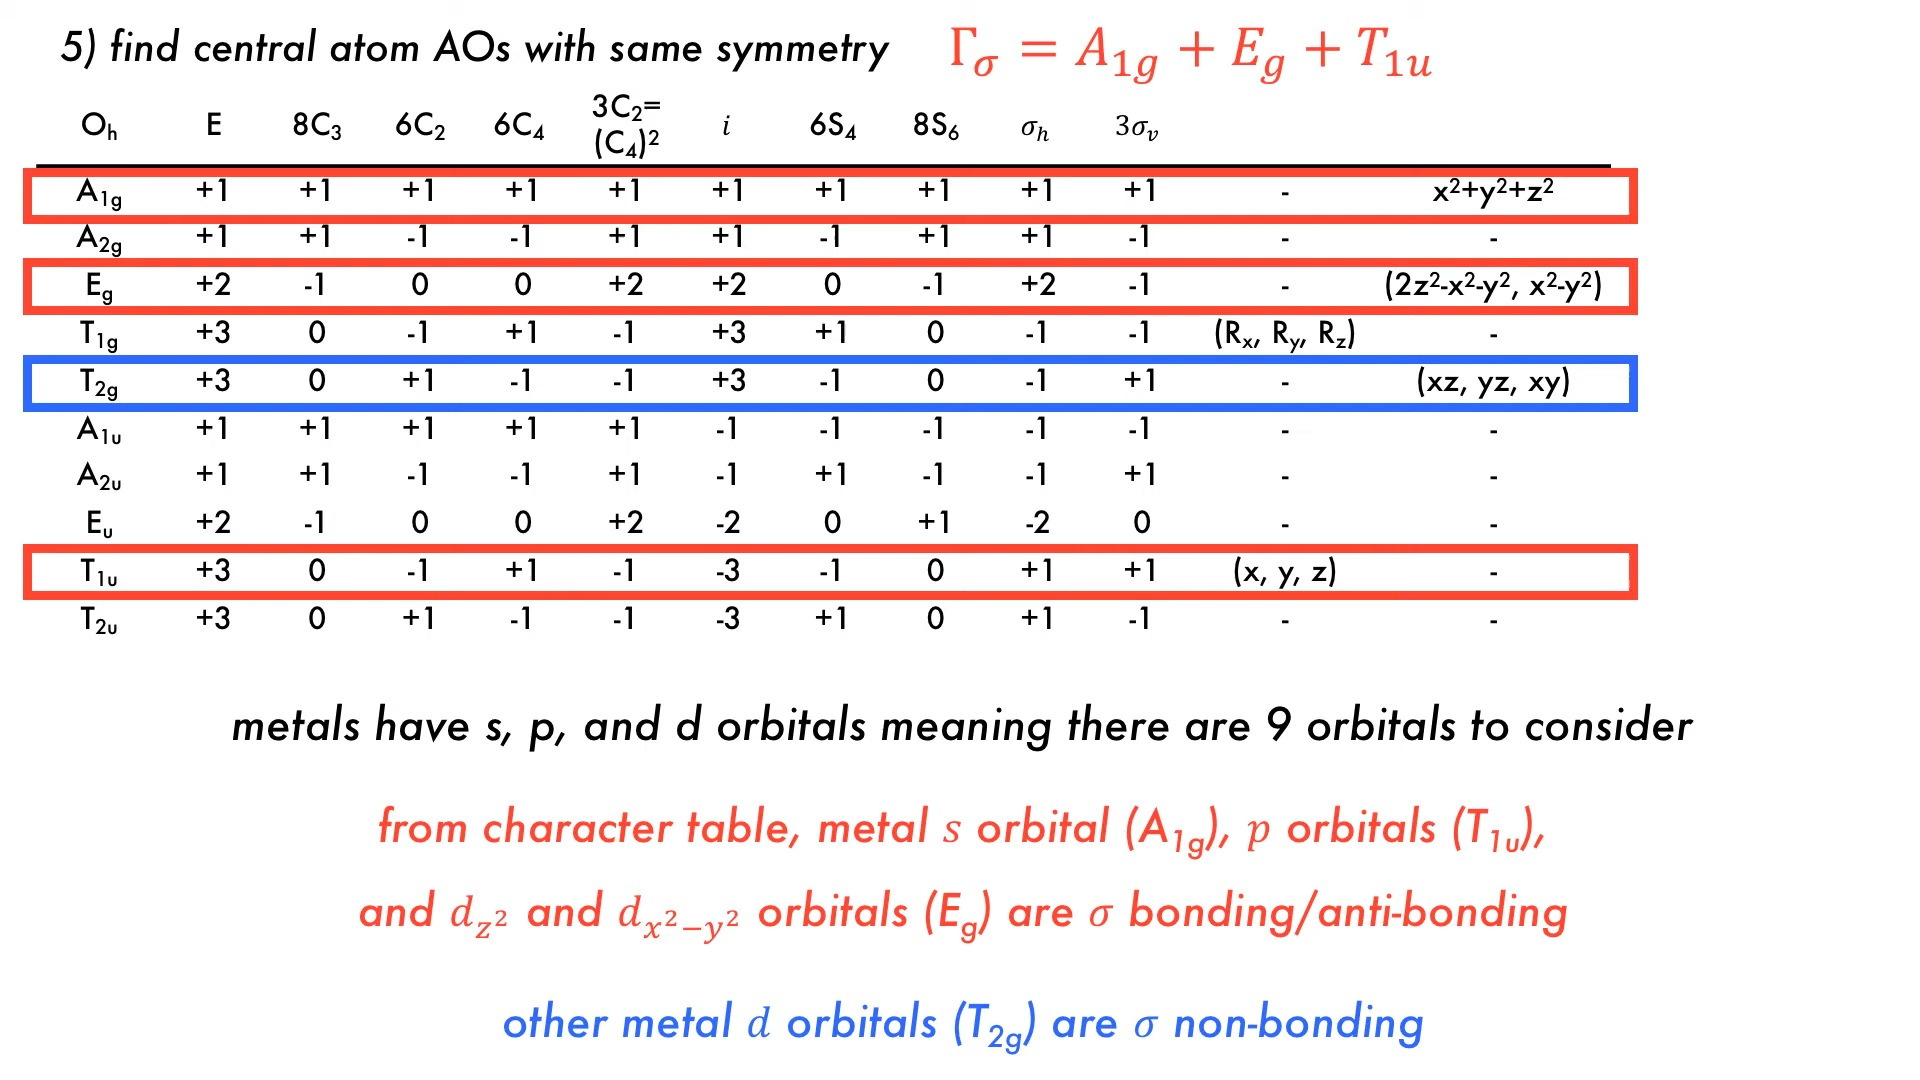 5) find central atom AOs with same symmetry Γσ = A1g + Eg + T1u
Oh E 8C3 6C2 6C4 3C2= (C4)2 i 6S4 8S6 σh 3σv
A1g +1 +1 +1 +1 +1 +1 +1 +1 +1 +1 - x2+y2+z2
A2g +1 +1 -1 -1 +1 +1 -1 +1 +1 -1 - -
Eg +2 -1 0 0 +2 +2 0 -1 +2 -1 - (2z2-x2-y2, x2-y2)
T1g +3 0 -1 +1 -1 +3 +1 0 -1 -1 (Rx, Ry, Rz) -
T2g +3 0 +1 -1 -1 +3 -1 0 -1 +1 - (xz, yz, xy)
A1u +1 +1 +1 +1 +1 -1 -1 -1 -1 -1 - -
A2u +1 +1 -1 -1 +1 -1 +1 -1 -1 +1 - -
Eu +2 -1 0 0 +2 -2 0 +1 -2 0 - -
T1u +3 0 -1 +1 -1 -3 -1 0 +1 +1 (x, y, z) -
T2u +3 0 +1 -1 -1 -3 +1 0 +1 -1 - -
metals have s, p, and d orbitals meaning there are 9 orbitals to consider
from character table, metal s orbital (A1g), p orbitals (T1u),
and dz2 and dx2−y2 orbitals (Eg) are σ bonding/anti-bonding
other metal d orbitals (T2g) are σ non-bonding